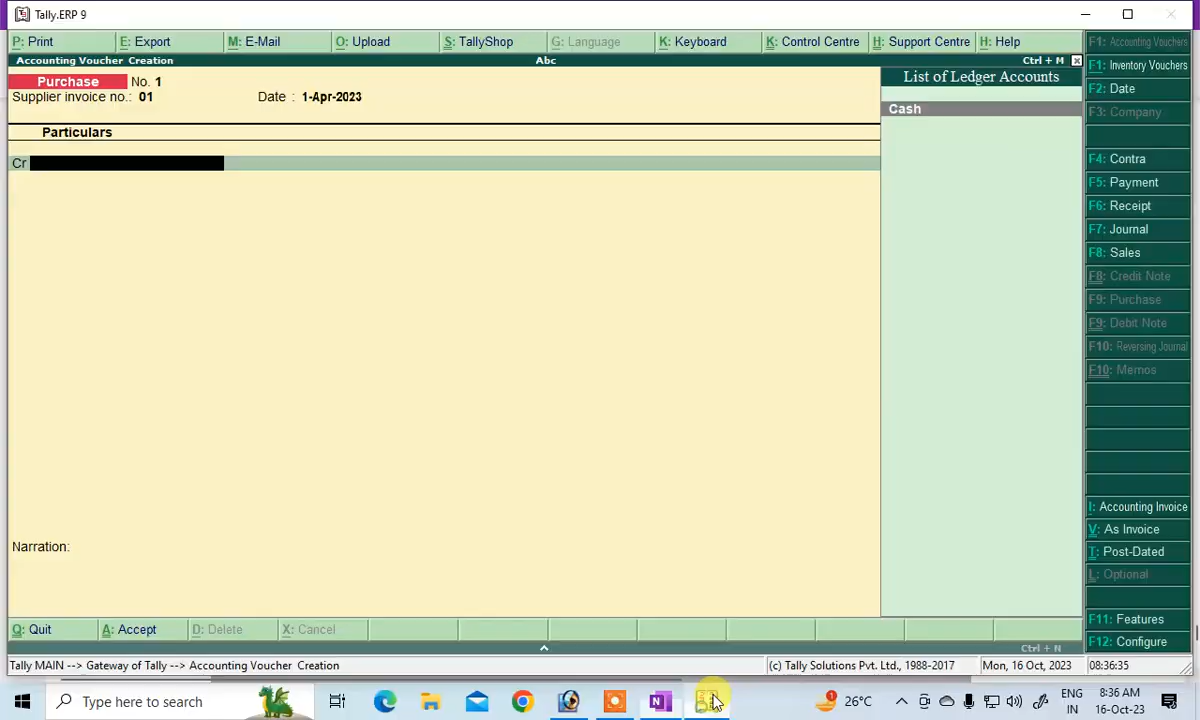 Tally.ERP 9
P: Print
E: Export
M: E-Mail
O: Upload
S: TallyShop
G: Language
K: Keyboard
K: Control Centre
H: Support Centre
H: Help
F1: Accounting Vouchers
Accounting Voucher Creation
Abc
Ctrl + M
Purchase
No. 1
Supplier invoice no.: 01
Date : 1-Apr-2023
Particulars
Cr
Narration:
List of Ledger Accounts
Cash
F1: Inventory Vouchers
F2: Date
F3: Company
F4: Contra
F5: Payment
F6: Receipt
F7: Journal
F8: Sales
F8: Credit Note
F9: Purchase
F9: Debit Note
F10: Reversing Journal
F10: Memos
I: Accounting Invoice
V: As Invoice
T: Post-Dated
L: Optional
F11: Features
F12: Configure
Q: Quit
A: Accept
D: Delete
X: Cancel
Ctrl + N
Tally MAIN --> Gateway of Tally --> Accounting Voucher Creation
(c) Tally Solutions Pvt. Ltd., 1988-2017
Mon, 16 Oct, 2023
08:36:35
Type here to search
N
1
26°C
ENG
IN
8:36 AM
16-Oct-23